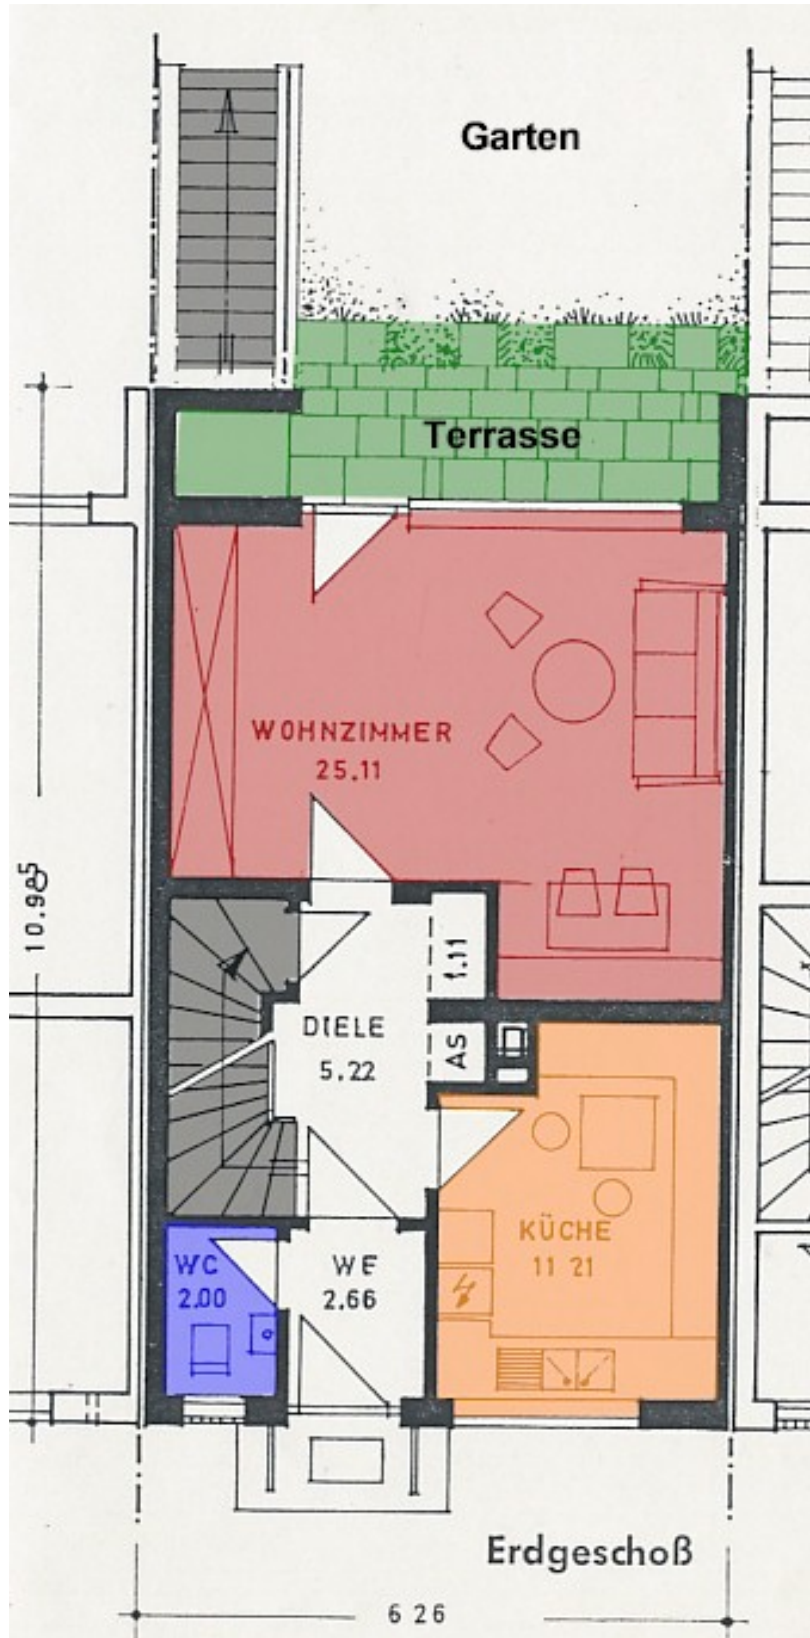 Garten
Terrasse
WOHNZIMMER
25.11
10.985
1.11
DIELE
5.22
AS
KÜCHE
11 21
WC
2.00
WE
2.66
Erdgeschoß
6 26